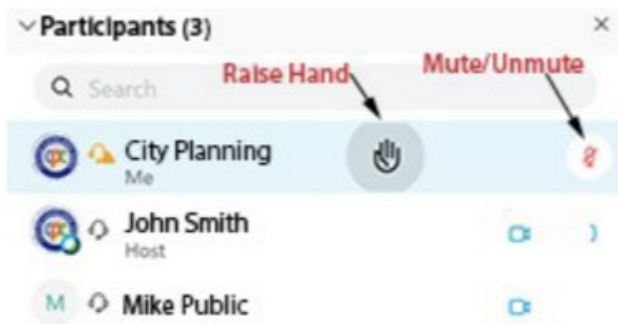 Participants (3)
Raise Hand
Mute/Unmute
Search
City Planning
Me
John Smith
Host
M Mike Public